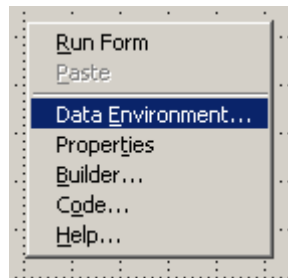 Run Form
Paste
Data Environment...
Properties
Builder...
Code...
Help...